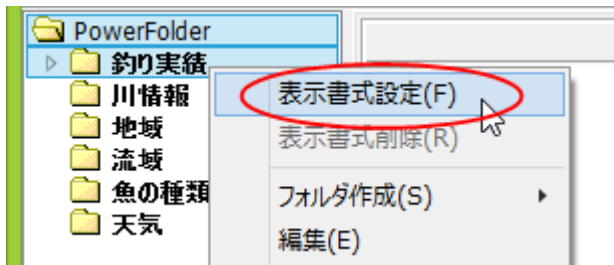 PowerFolder
釣り実績
川情報
地域
流域
魚の種類
天気
表示書式設定(F)
表示書式削除(R)
フォルダ作成(S)
編集(E)